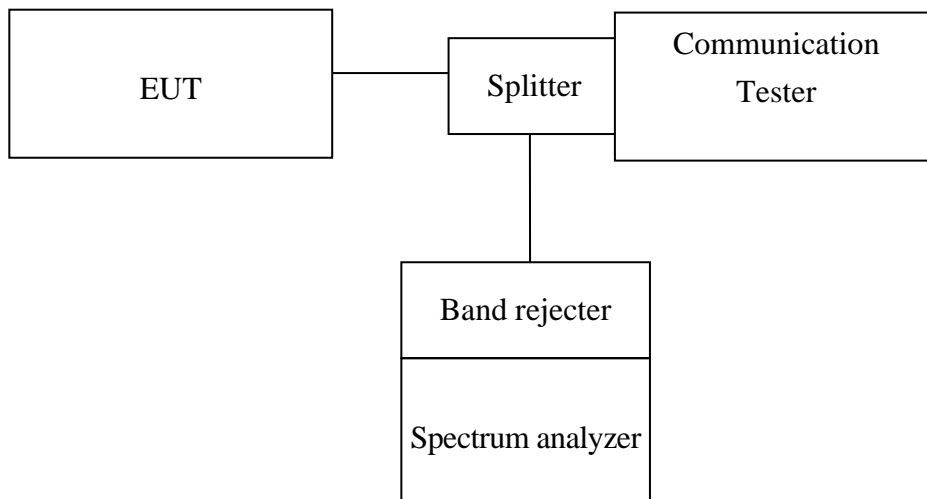 EUT
Splitter
Communication
Tester
Band rejecter
Spectrum analyzer